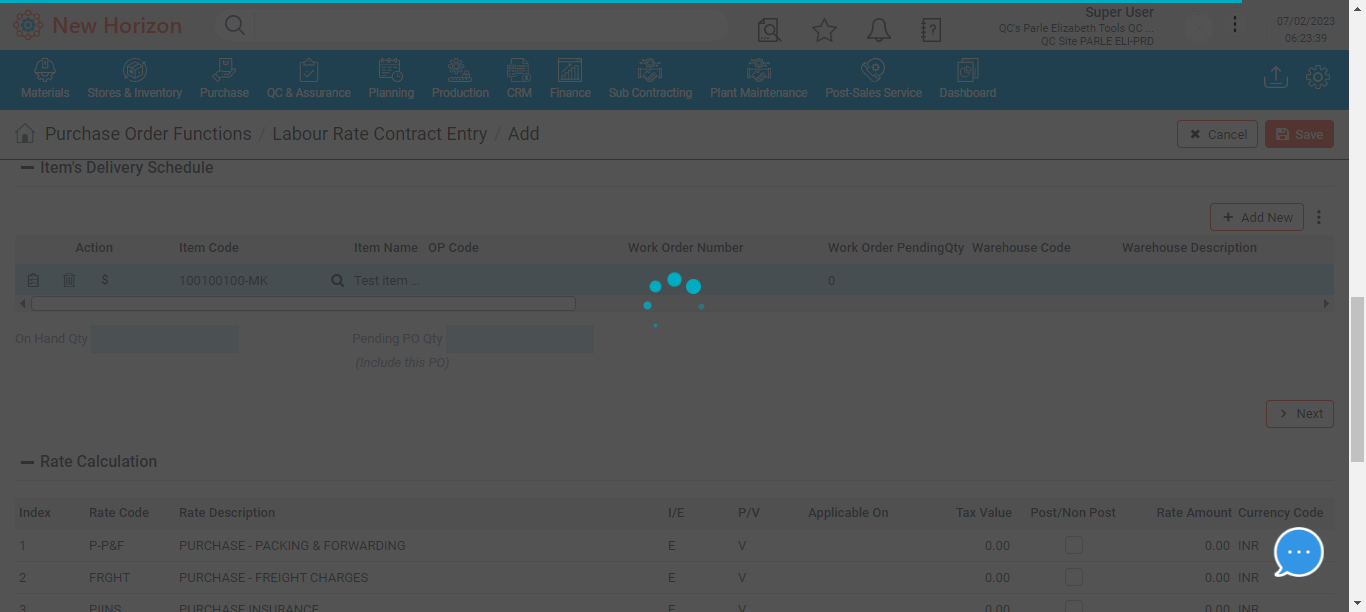 New Horizon
Super User
QC's Parle Elizabeth Tools QC ...
QC Site PARLE ELI-PRD
07/02/2023
06:23:39
Materials Stores & Inventory Purchase QC & Assurance Planning Production CRM Finance Sub Contracting Plant Maintenance Post-Sales Service Dashboard
Purchase Order Functions / Labour Rate Contract Entry / Add
Cancel Save
Item's Delivery Schedule
Add New
Action Item Code Item Name OP Code Work Order Number Work Order PendingQty Warehouse Code Warehouse Description
$ 100100100-MK Test item ... 0
On Hand Qty Pending PO Qty
(Include this PO)
Next
Rate Calculation
Index Rate Code Rate Description I/E P/V Applicable On Tax Value Post/Non Post Rate Amount Currency Code
1 P-P&F PURCHASE - PACKING & FORWARDING E V 0.00 0.00 INR
2 FRGHT PURCHASE - FREIGHT CHARGES E V 0.00 0.00 INR
3 PIINS PURCHASE INSURANCE E V 0.00 0.00 INR